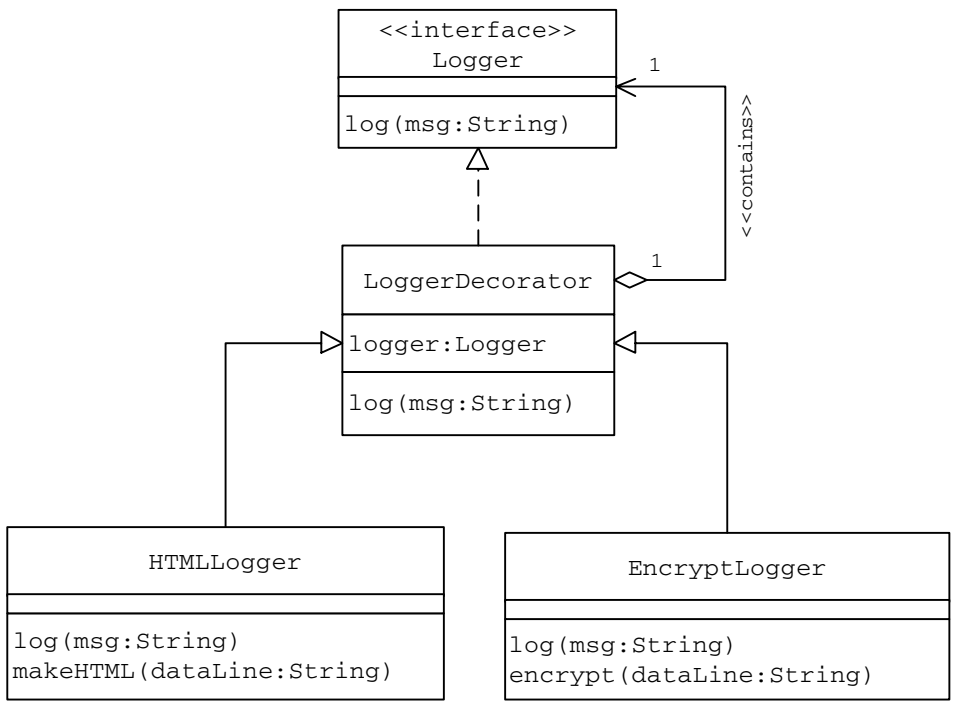 <<interface>>
Logger
log(msg:String)
1
<<contains>>
1
LoggerDecorator
logger:Logger
log(msg:String)
HTMLLogger
log(msg:String)
makeHTML(dataLine:String)
EncryptLogger
log(msg:String)
encrypt(dataLine:String)